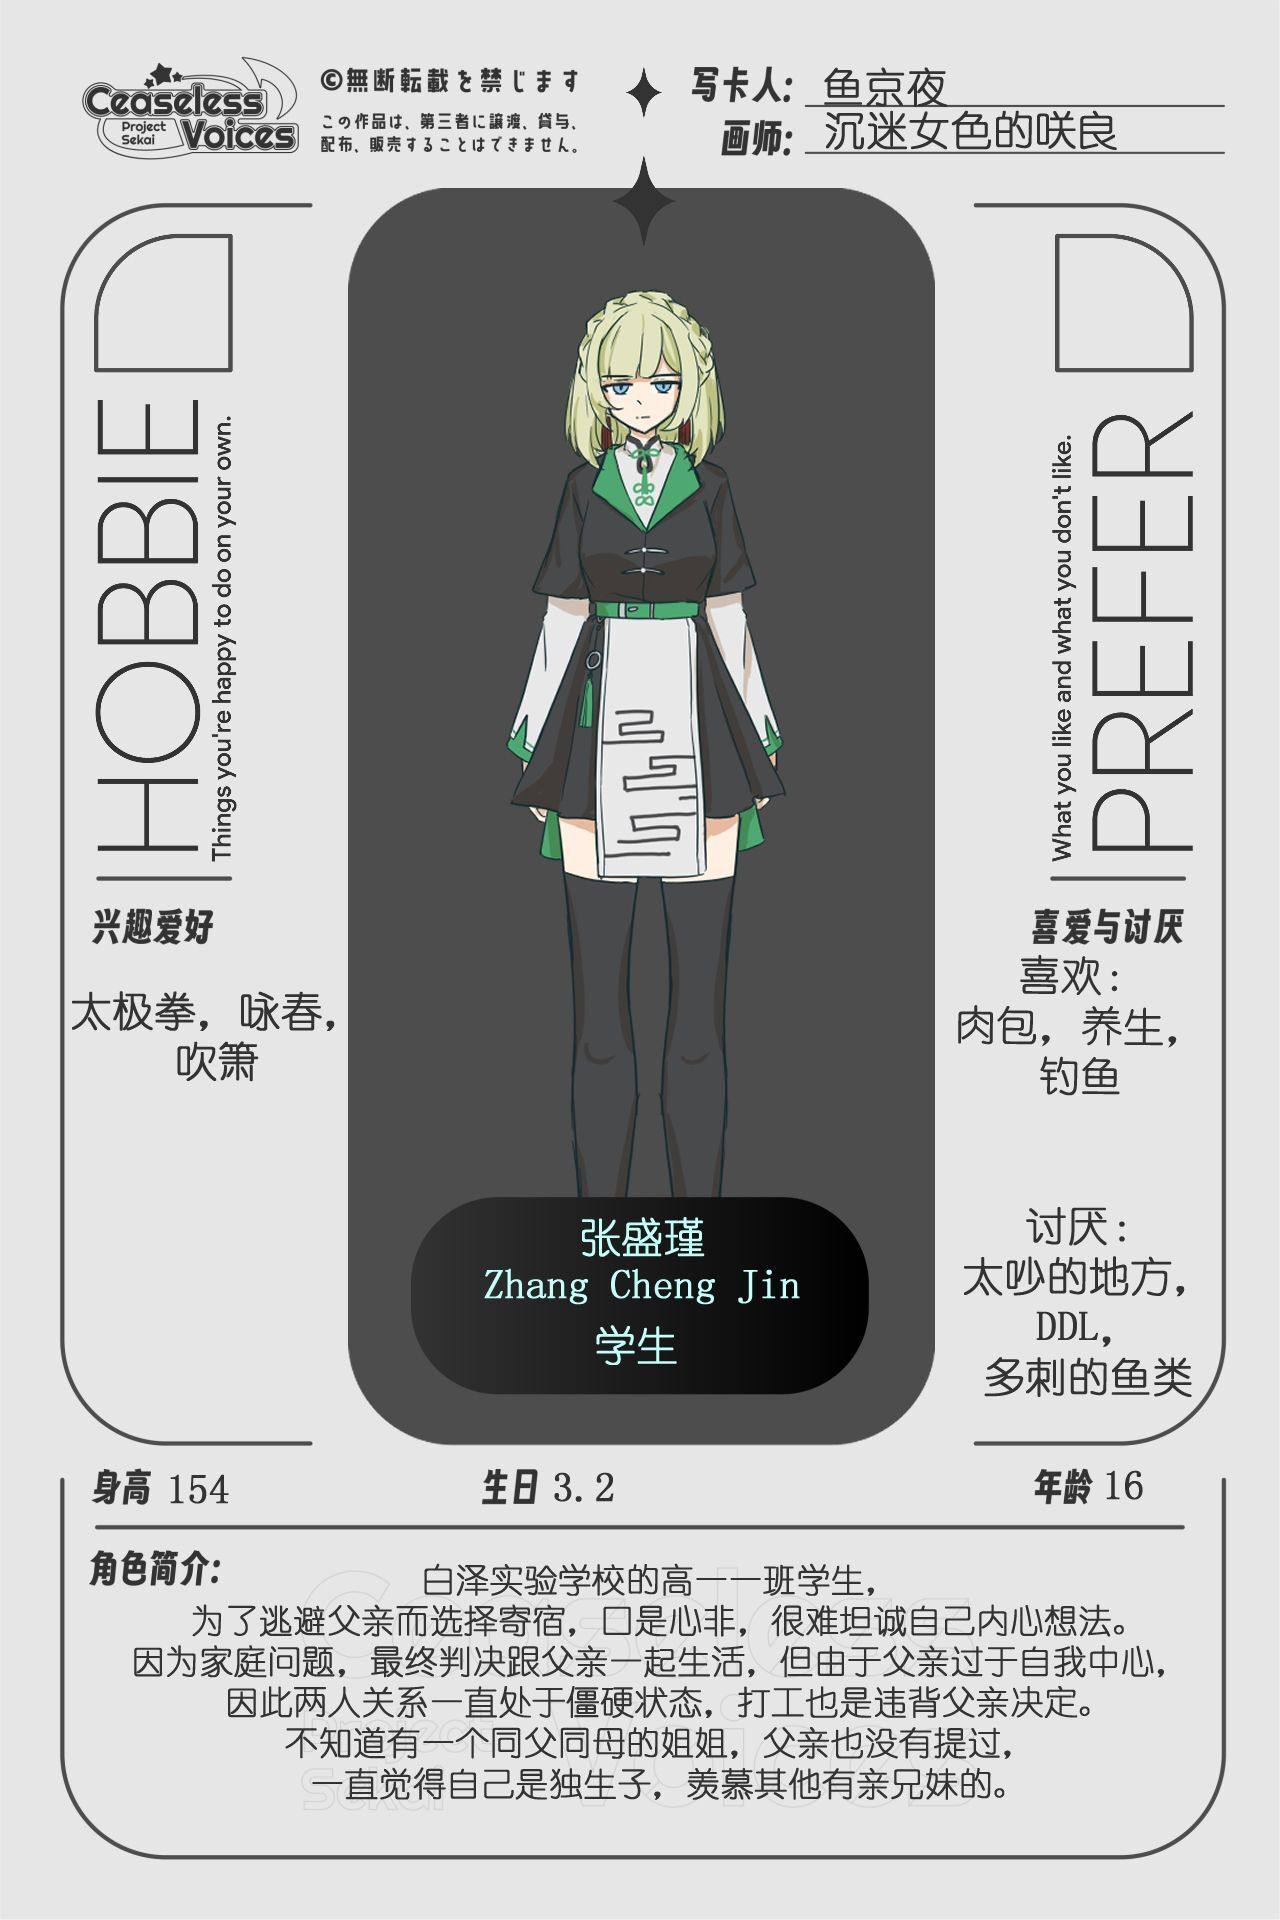 Ceaseless
Project
Sekai
Voices
©無断転載を禁じます
この作品は、第三者に譲渡、貸与、
配布、販売することはできません。
写卡人: 鱼京夜
画师: 沉迷女色的咲良
HOBBIE
Things you're happy to do on your own.
兴趣爱好
太极拳，咏春，
吹箫
PREFER
What you like and what you don't like.
喜爱与讨厌
喜欢：
肉包，养生，
钓鱼
讨厌：
太吵的地方，
DDL，
多刺的鱼类
张盛瑾
Zhang Cheng Jin
学生
身高 154
生日 3.2
年龄 16
角色简介:
白泽实验学校的高一一班学生，
为了逃避父亲而选择寄宿，口是心非，很难坦诚自己内心想法。
因为家庭问题，最终判决跟父亲一起生活，但由于父亲过于自我中心，
因此两人关系一直处于僵硬状态，打工也是违背父亲决定。
不知道有一个同父同母的姐姐，父亲也没有提过，
一直觉得自己是独生子，羡慕其他有亲兄妹的。
Ceaseless
Project
Sekai
Voices